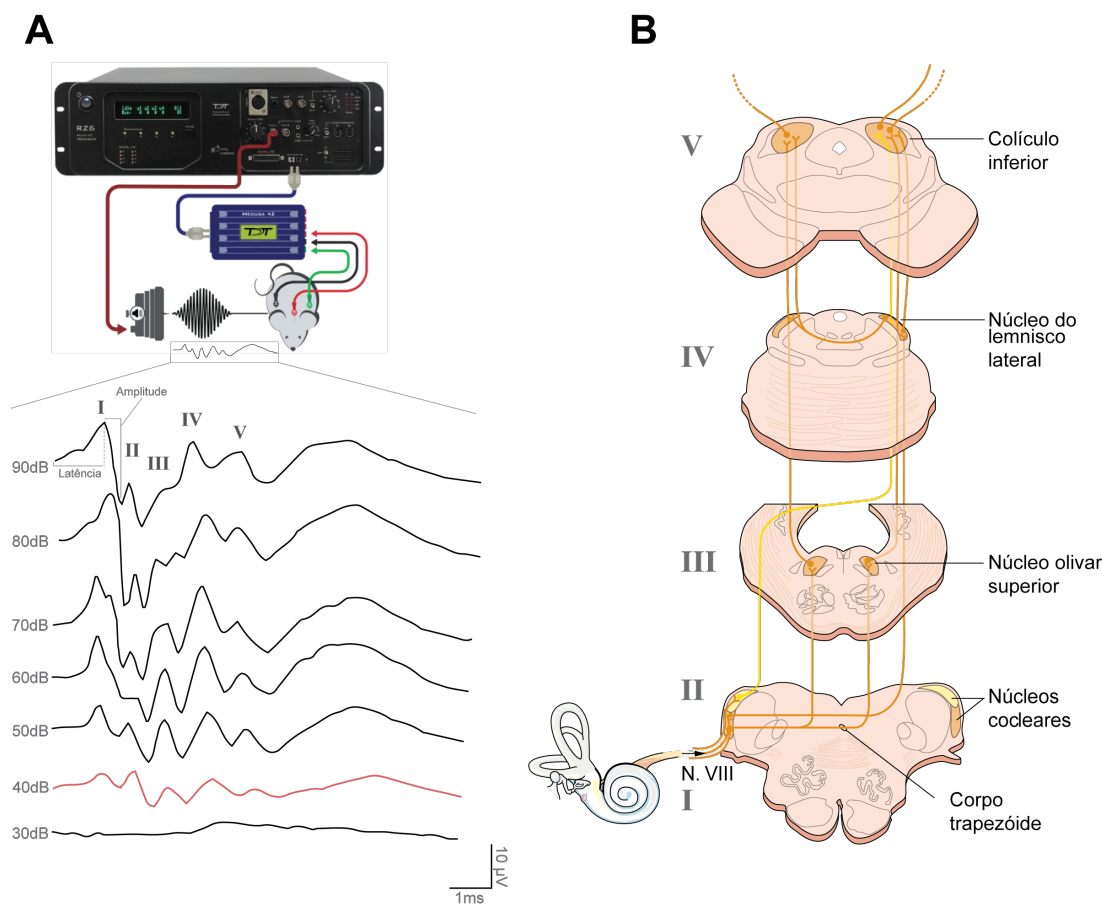 A
B
RZ6
TDT
MEDUSA 4Z
TDT
I
Amplitude
II
III
IV
V
Latência
90dB
80dB
70dB
60dB
50dB
40dB
30dB
10 µV
1ms
V
Colículo
inferior
IV
Núcleo do
lemnisco
lateral
III
Núcleo olivar
superior
II
Núcleos
cocleares
N. VIII
I
Corpo
trapezóide